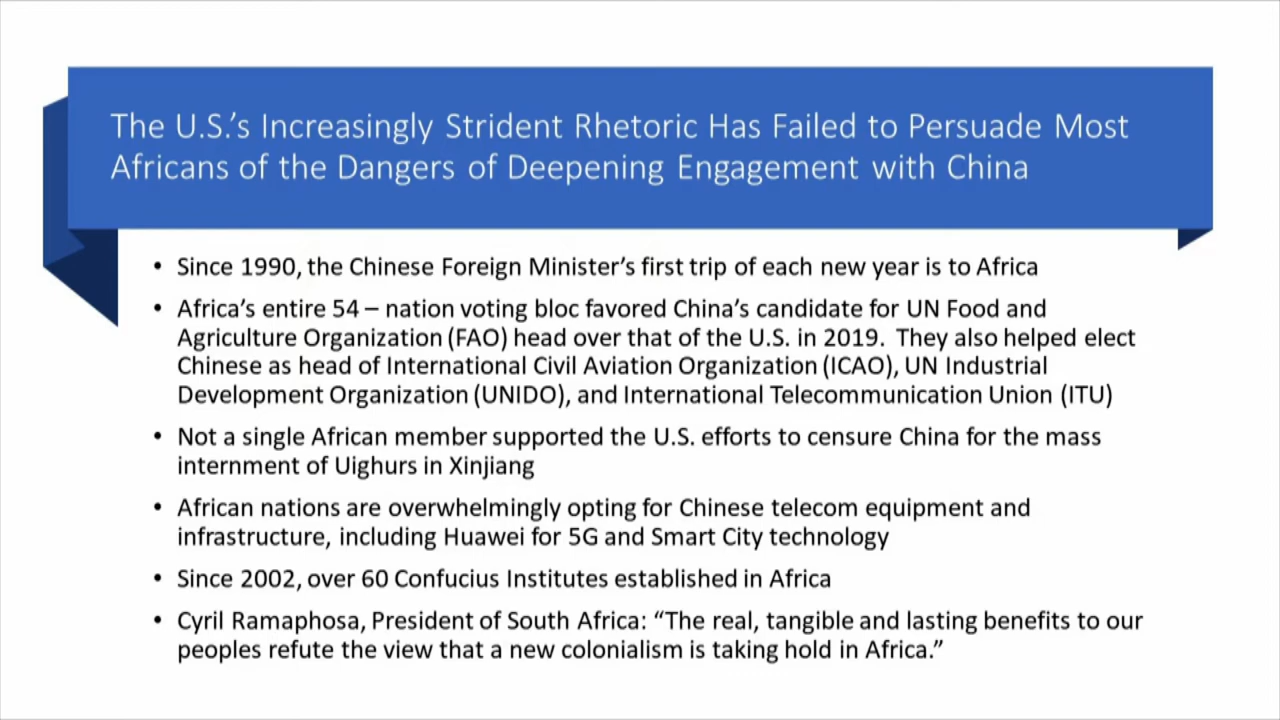 The U.S.'s Increasingly Strident Rhetoric Has Failed to Persuade Most
Africans of the Dangers of Deepening Engagement with China
• Since 1990, the Chinese Foreign Minister's first trip of each new year is to Africa
• Africa's entire 54 – nation voting bloc favored China's candidate for UN Food and
Agriculture Organization (FAO) head over that of the U.S. in 2019. They also helped elect
Chinese as head of International Civil Aviation Organization (ICAO), UN Industrial
Development Organization (UNIDO), and International Telecommunication Union (ITU)
• Not a single African member supported the U.S. efforts to censure China for the mass
internment of Uighurs in Xinjiang
• African nations are overwhelmingly opting for Chinese telecom equipment and
infrastructure, including Huawei for 5G and Smart City technology
• Since 2002, over 60 Confucius Institutes established in Africa
• Cyril Ramaphosa, President of South Africa: “The real, tangible and lasting benefits to our
peoples refute the view that a new colonialism is taking hold in Africa.”